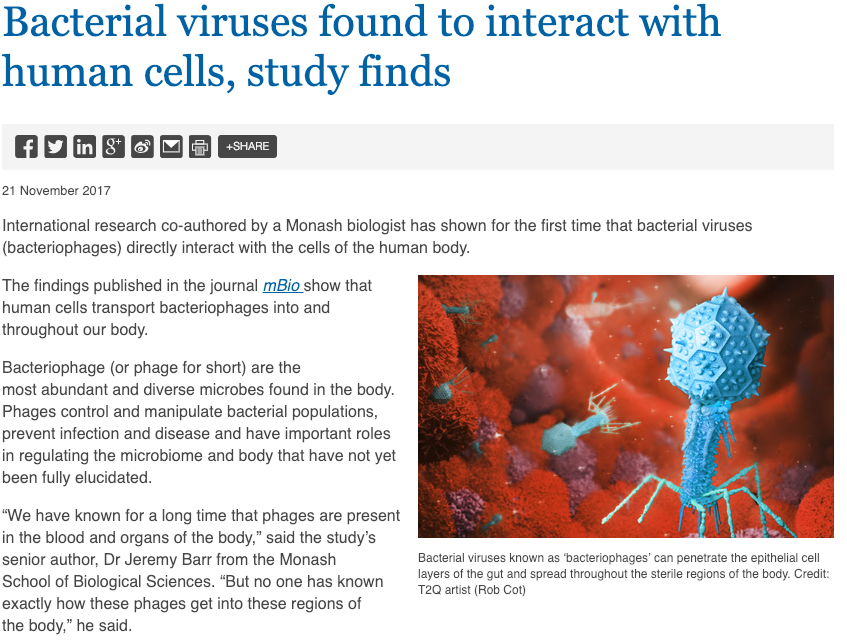 Bacterial viruses found to interact with
human cells, study finds
+SHARE
21 November 2017
International research co-authored by a Monash biologist has shown for the first time that bacterial viruses
(bacteriophages) directly interact with the cells of the human body.
The findings published in the journal mBio show that
human cells transport bacteriophages into and
throughout our body.
Bacteriophage (or phage for short) are the
most abundant and diverse microbes found in the body.
Phages control and manipulate bacterial populations,
prevent infection and disease and have important roles
in regulating the microbiome and body that have not yet
been fully elucidated.
“We have known for a long time that phages are present
in the blood and organs of the body,” said the study’s
senior author, Dr Jeremy Barr from the Monash
School of Biological Sciences. “But no one has known
exactly how these phages get into these regions of
the body,” he said.
Bacterial viruses known as ‘bacteriophages’ can penetrate the epithelial cell
layers of the gut and spread throughout the sterile regions of the body. Credit:
T2Q artist (Rob Cot)